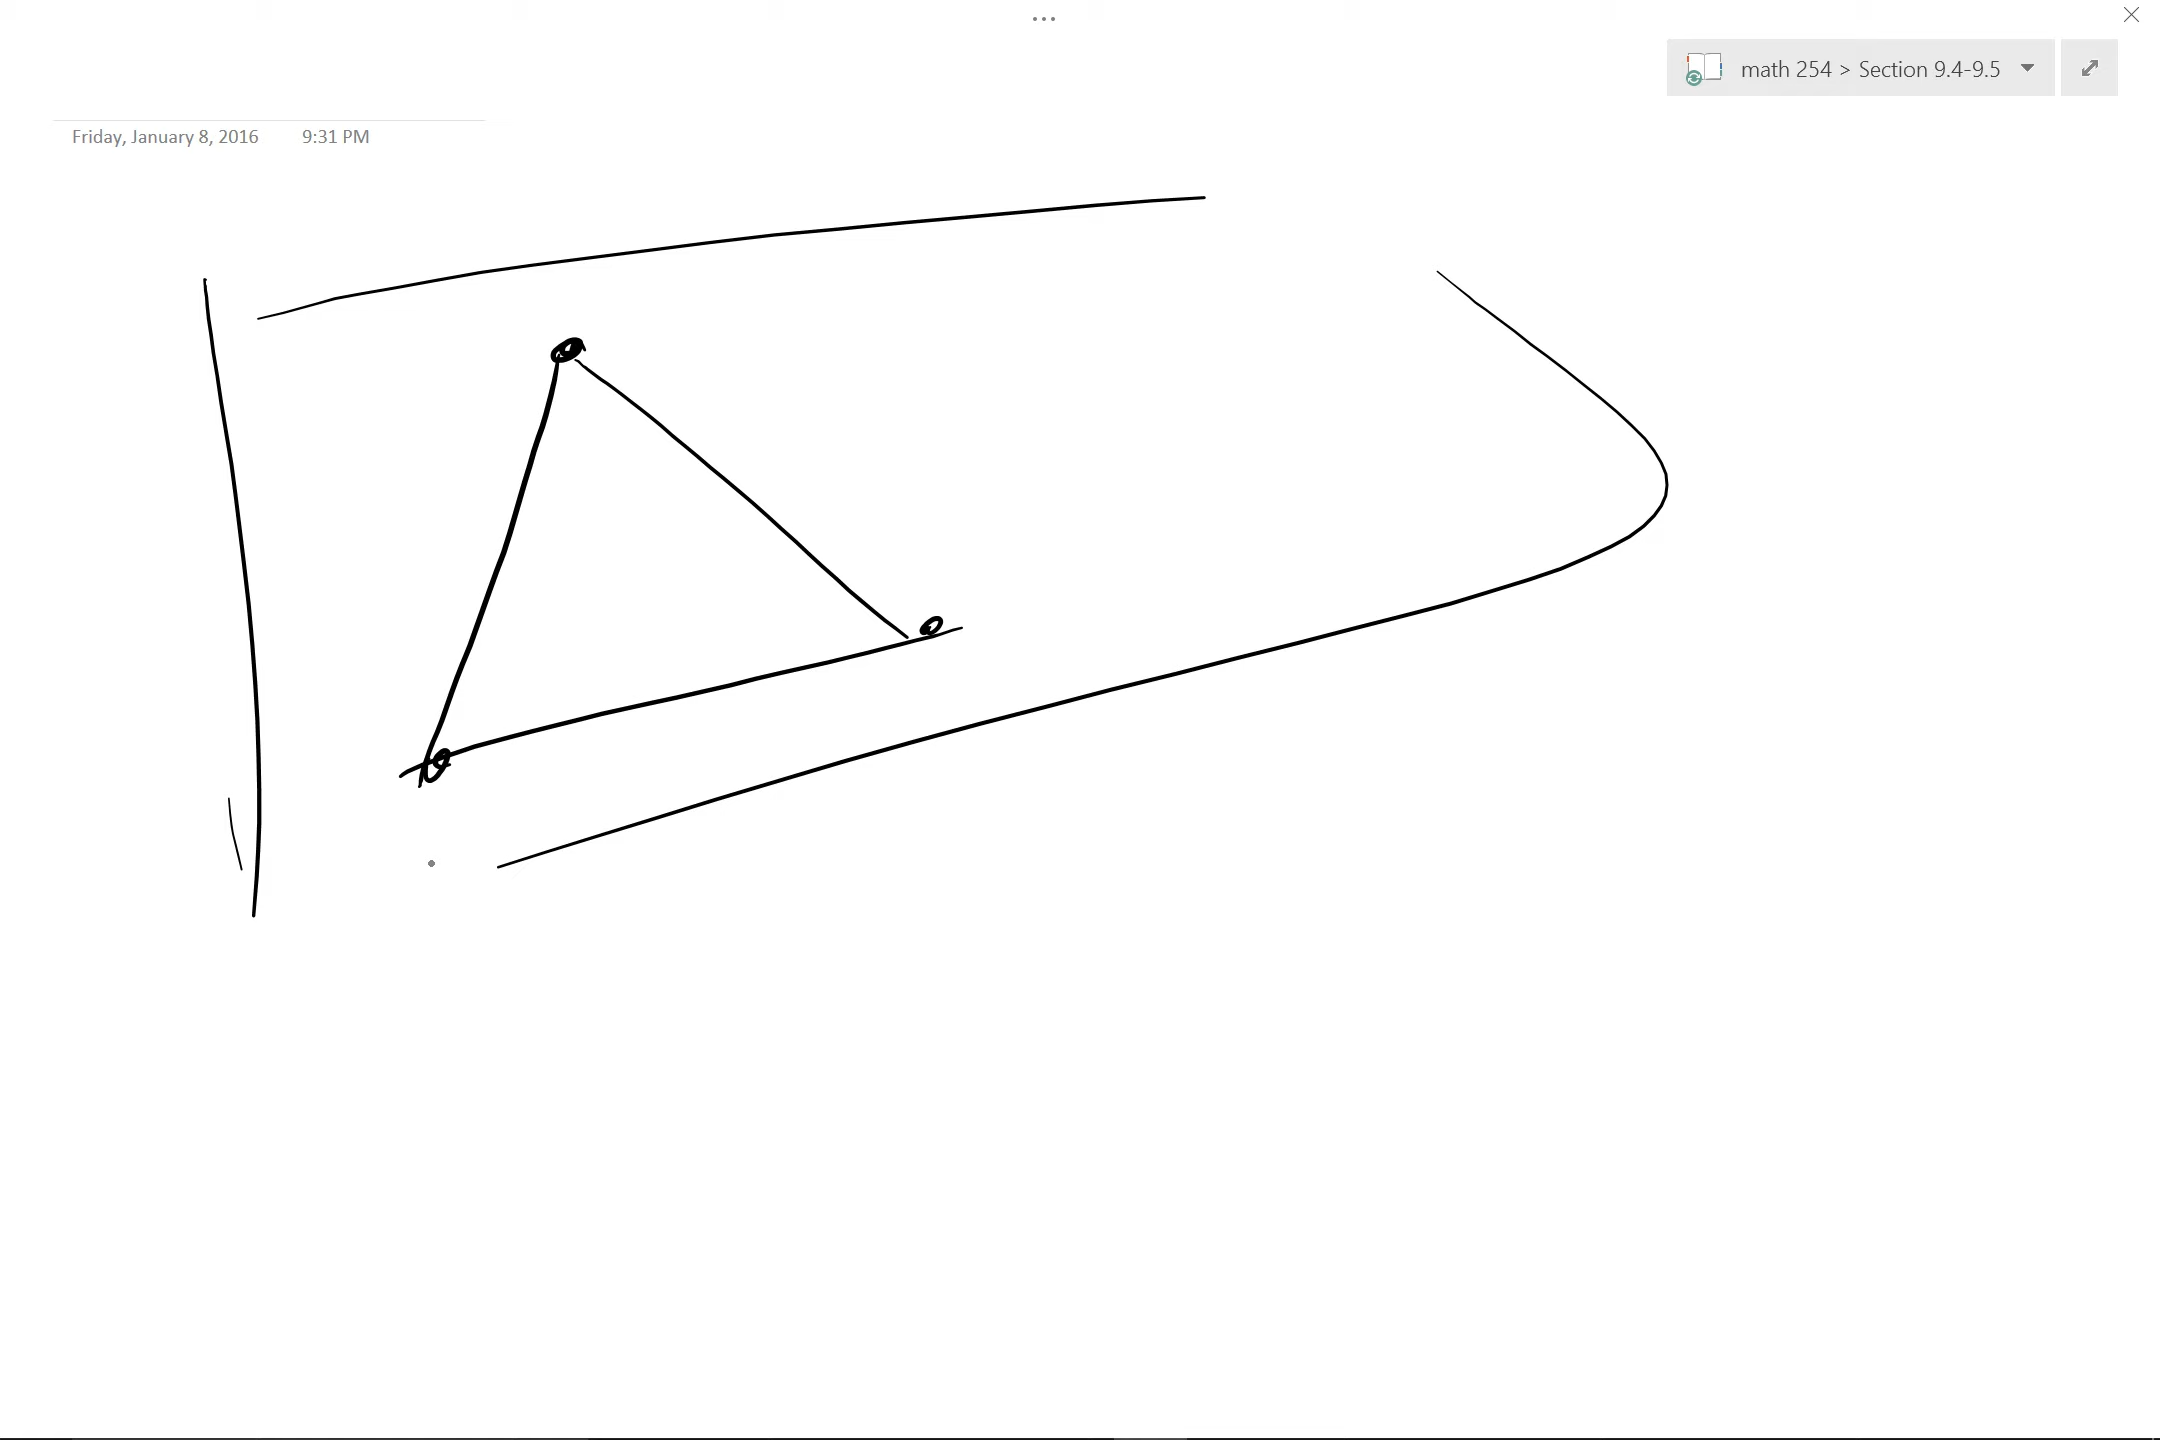 math 254 > Section 9.4-9.5
Friday, January 8, 2016 9:31 PM